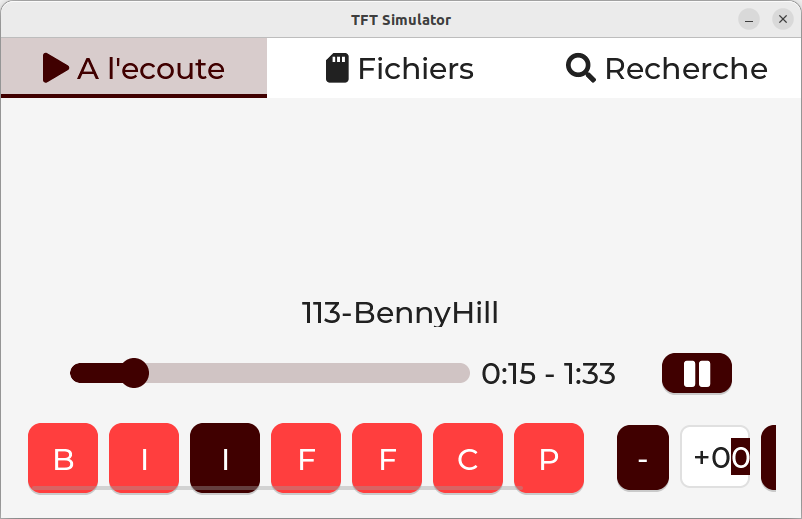 TFT Simulator
A l'ecoute Fichiers Recherche
113-BennyHill
0:15 - 1:33
B I I F F C P - +00